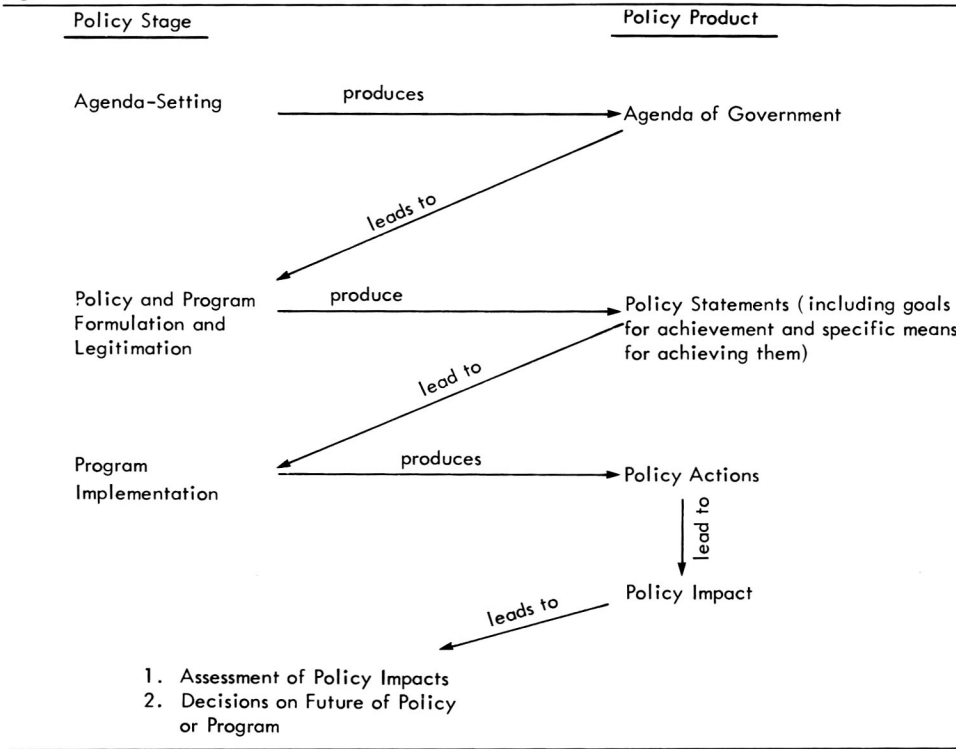 Policy Stage
Policy Product
Agenda-Setting
produces
Agenda of Government
leads to
Policy and Program
Formulation and
Legitimation
produce
Policy Statements (including goals
for achievement and specific means
for achieving them)
lead to
Program
Implementation
produces
Policy Actions
lead to
Policy Impact
leads to
1. Assessment of Policy Impacts
2. Decisions on Future of Policy
or Program